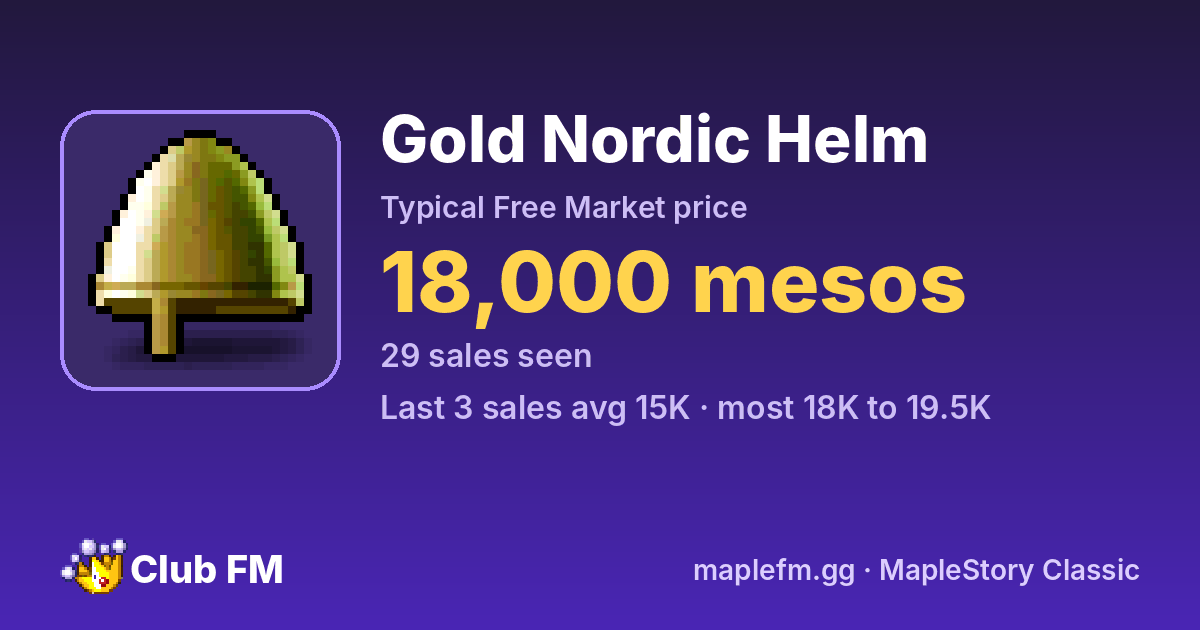 Gold Nordic Helm
Typical Free Market price
18,000 mesos
29 sales seen
Last 3 sales avg 15K · most 18K to 19.5K
Club FM
maplefm.gg · MapleStory Classic